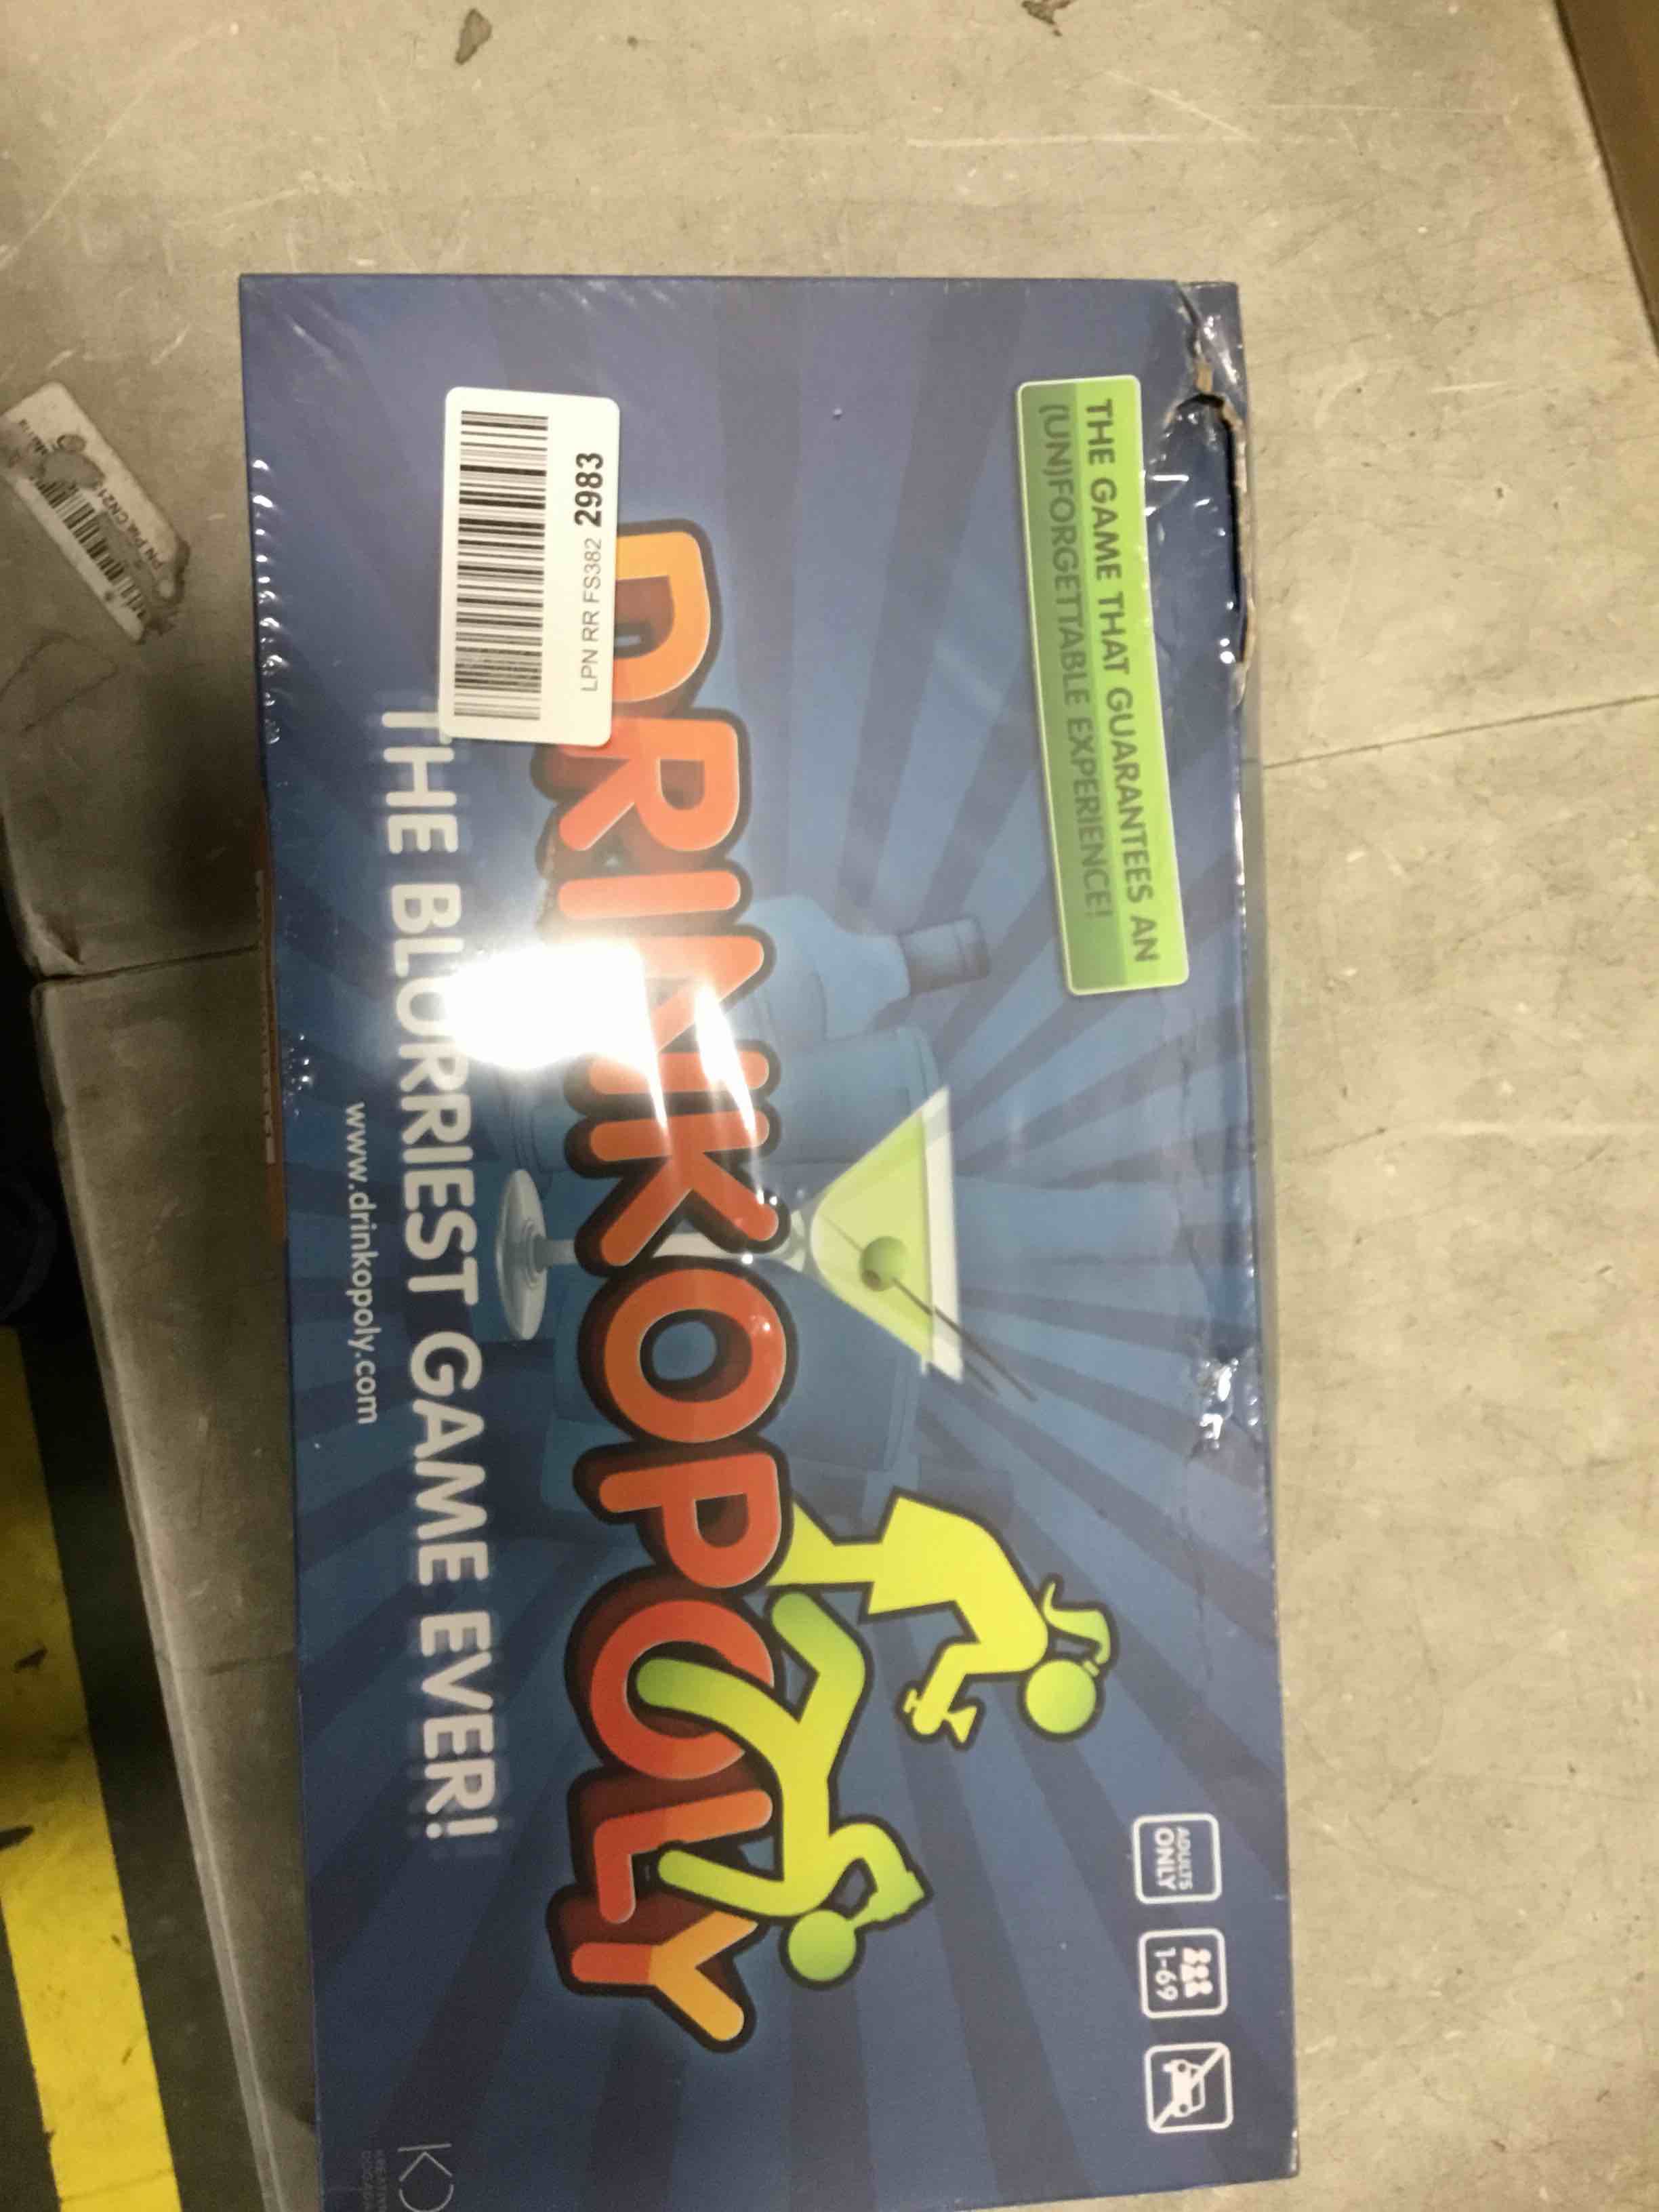 THE GAME THAT GUARANTEES AN
(UN)FORGETTABLE EXPERIENCE!
ADULTS
ONLY
1-69
LPN RR FS382 2983
DRINKOPOLY
THE BLURRIEST GAME EVER!
www.drinkopoly.com